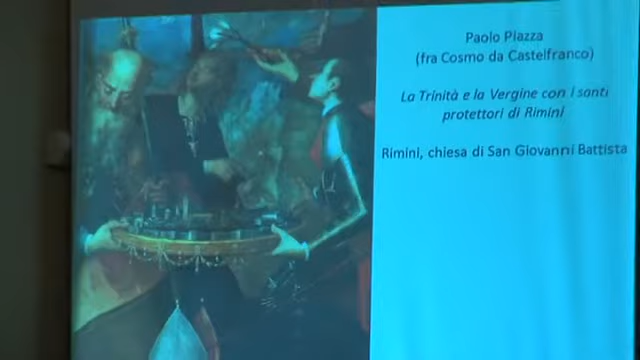 Paolo Piazza
(fra Cosmo da Castelfranco)
La Trinità e la Vergine con i santi
protettori di Rimini
Rimini, chiesa di San Giovanni Battista